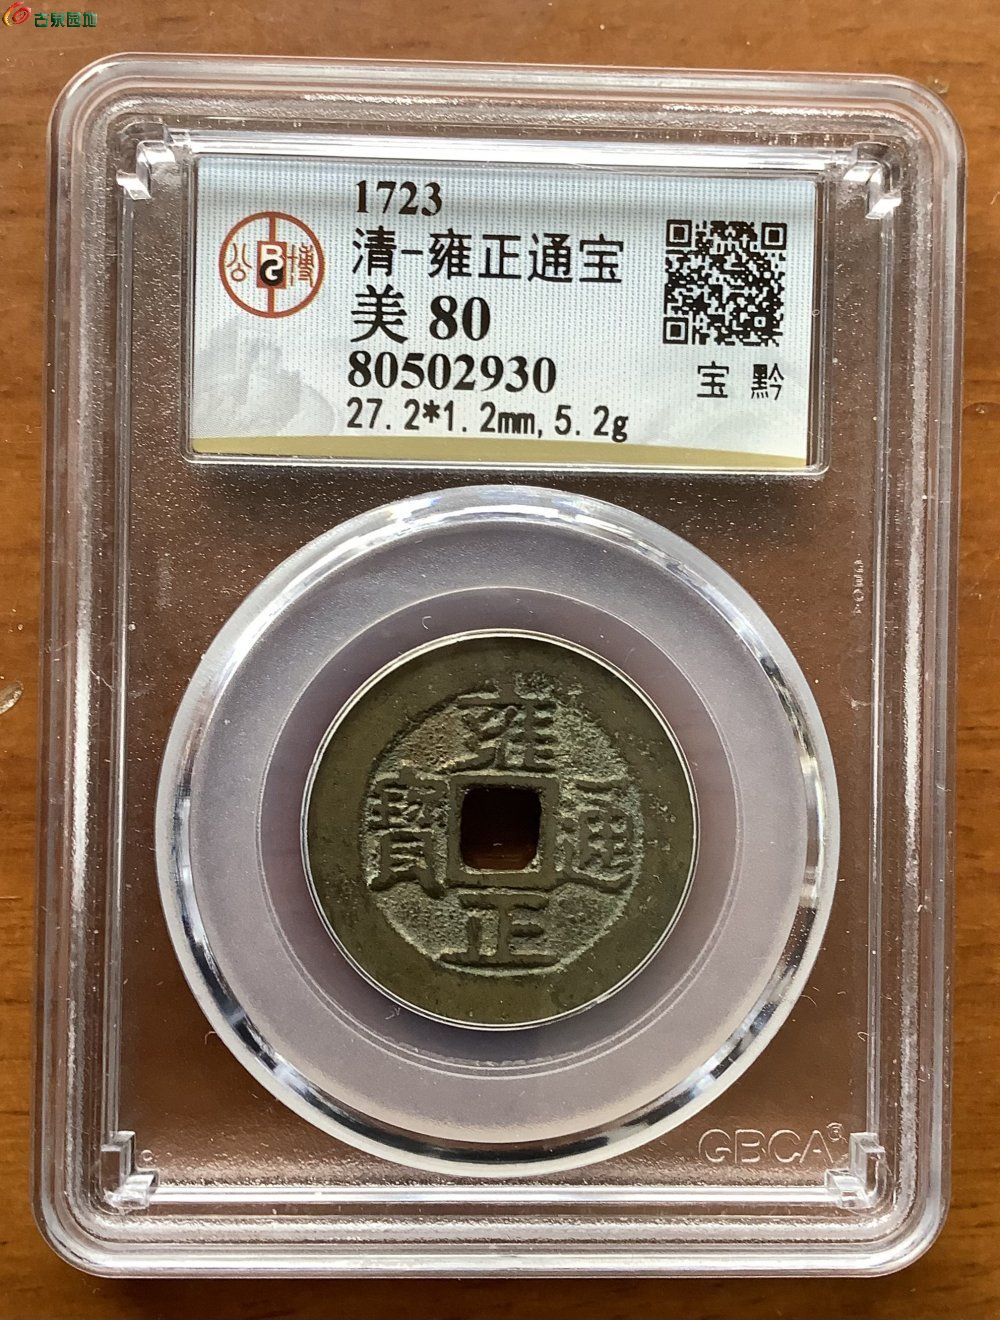 古泉园地
1723
清-雍正通宝
美 80
80502930
27.2*1.2mm,5.2g
公 博
宝 黔
雍
正
通
寶
GBCA®